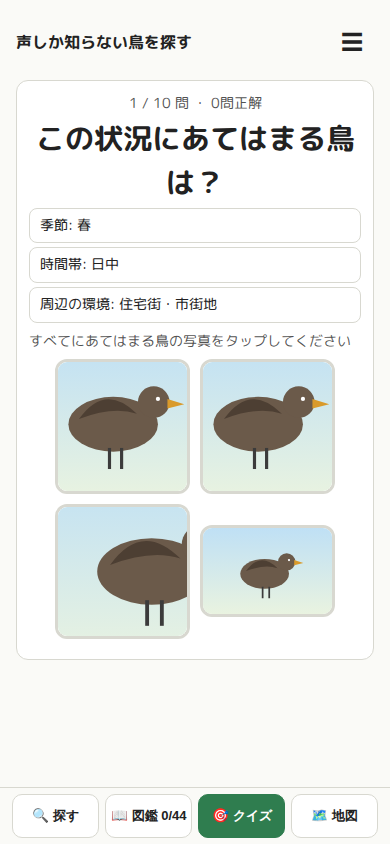 声しか知らない鳥を探す
☰
1 / 10 問 · 0問正解
この状況にあてはまる鳥
は？
季節: 春
時間帯: 日中
周辺の環境: 住宅街・市街地
すべてにあてはまる鳥の写真をタップしてください
🔍 探す
📖 図鑑 0/44
🎯 クイズ
🗺️ 地図